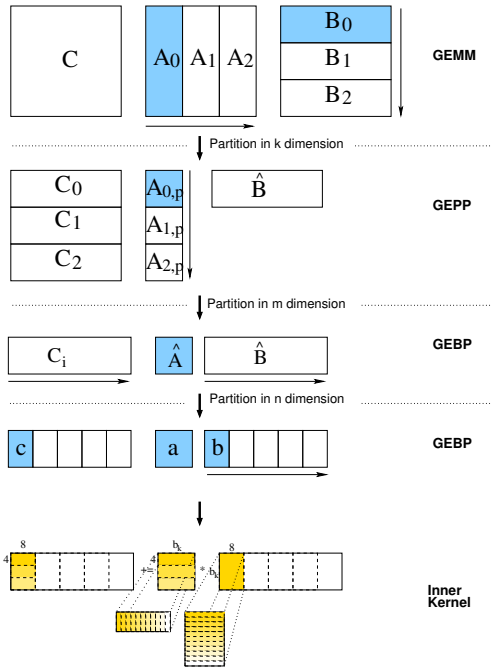 C A0 A1 A2 B0 GEMM
B1
B2
Partition in k dimension
C0 A0,p ^B GEPP
C1 A1,p
C2 A2,p
Partition in m dimension
Ci ^A ^B GEBP
Partition in n dimension
c a b GEBP
8 bk 8
4 += 4 * bk
Inner
Kernel